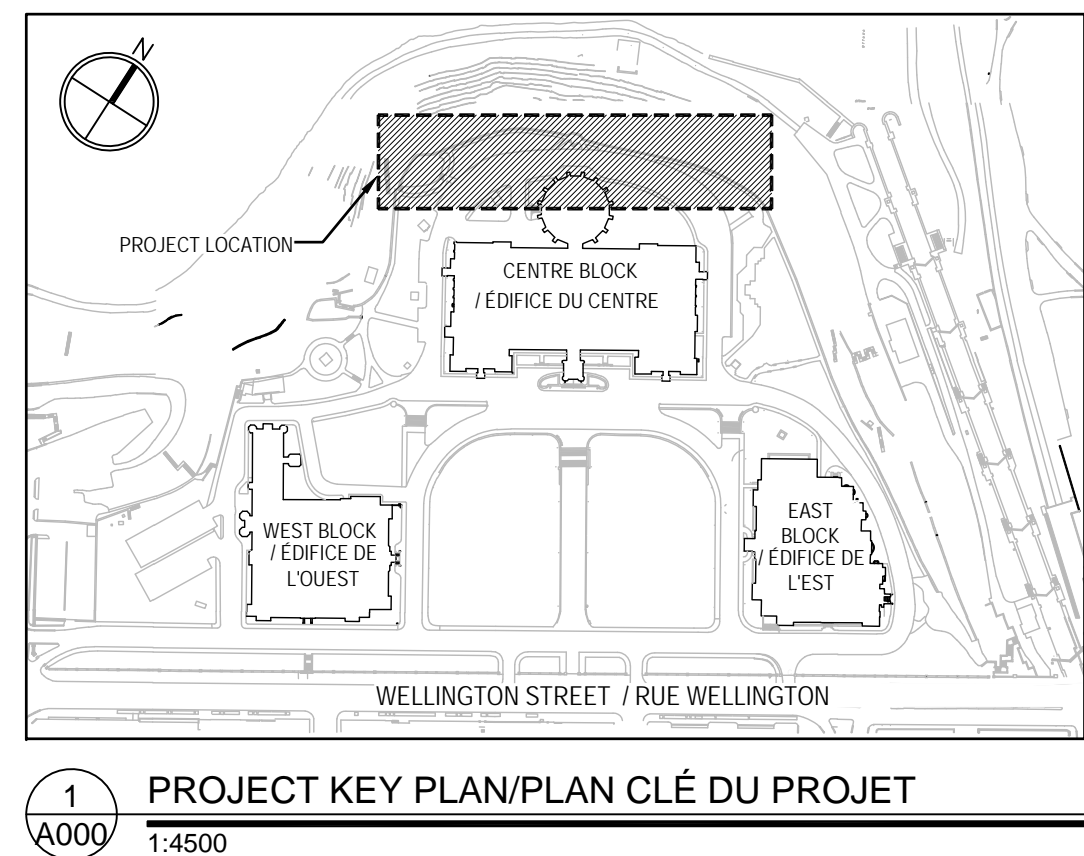 N
PROJECT LOCATION
CENTRE BLOCK
/ ÉDIFICE DU CENTRE
WEST BLOCK
/ ÉDIFICE DE
L'OUEST
EAST
BLOCK
/ ÉDIFICE DE
L'EST
WELLINGTON STREET / RUE WELLINGTON
1
A000
PROJECT KEY PLAN/PLAN CLÉ DU PROJET
1:4500